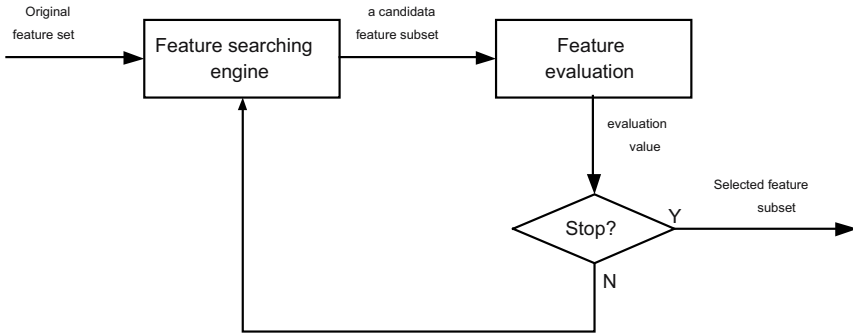 Original
feature set
Feature searching
engine
a candidata
feature subset
Feature
evaluation
evaluation
value
Stop?
Y
Selected feature
subset
N